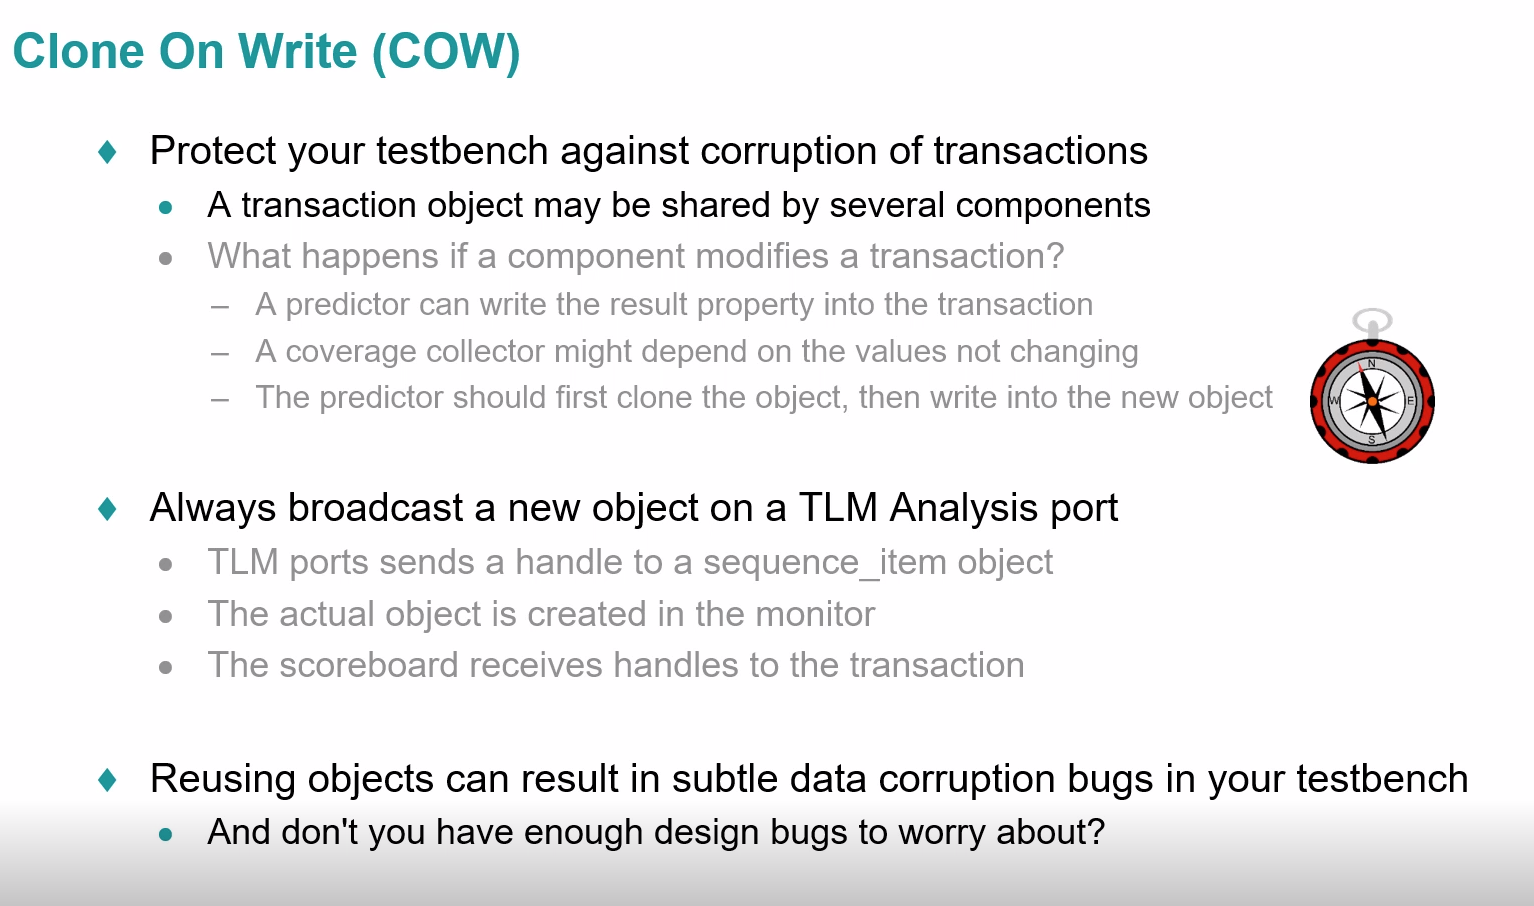 Clone On Write (COW)
Protect your testbench against corruption of transactions
A transaction object may be shared by several components
What happens if a component modifies a transaction?
– A predictor can write the result property into the transaction
– A coverage collector might depend on the values not changing
– The predictor should first clone the object, then write into the new object
N
W
E
S
Always broadcast a new object on a TLM Analysis port
TLM ports sends a handle to a sequence_item object
The actual object is created in the monitor
The scoreboard receives handles to the transaction
Reusing objects can result in subtle data corruption bugs in your testbench
And don't you have enough design bugs to worry about?